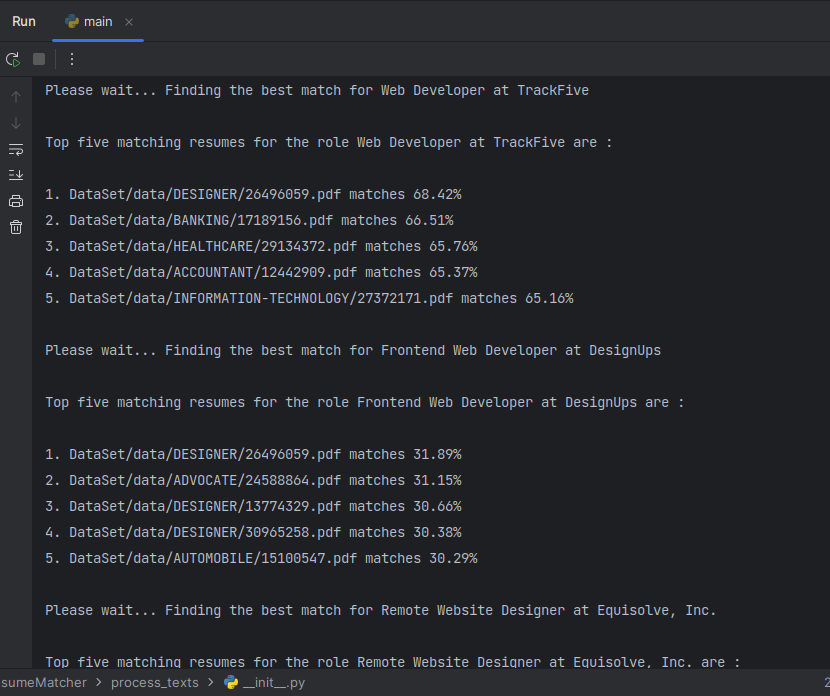 Run main
Please wait... Finding the best match for Web Developer at TrackFive
Top five matching resumes for the role Web Developer at TrackFive are :
1. DataSet/data/DESIGNER/26496059.pdf matches 68.42%
2. DataSet/data/BANKING/17189156.pdf matches 66.51%
3. DataSet/data/HEALTHCARE/29134372.pdf matches 65.76%
4. DataSet/data/ACCOUNTANT/12442909.pdf matches 65.37%
5. DataSet/data/INFORMATION-TECHNOLOGY/27372171.pdf matches 65.16%
Please wait... Finding the best match for Frontend Web Developer at DesignUps
Top five matching resumes for the role Frontend Web Developer at DesignUps are :
1. DataSet/data/DESIGNER/26496059.pdf matches 31.89%
2. DataSet/data/ADVOCATE/24588864.pdf matches 31.15%
3. DataSet/data/DESIGNER/13774329.pdf matches 30.66%
4. DataSet/data/DESIGNER/30965258.pdf matches 30.38%
5. DataSet/data/AUTOMOBILE/15100547.pdf matches 30.29%
Please wait... Finding the best match for Remote Website Designer at Equisolve, Inc.
Top five matching resumes for the role Remote Website Designer at Equisolve, Inc. are :
sumeMatcher > process_texts > __init__.py